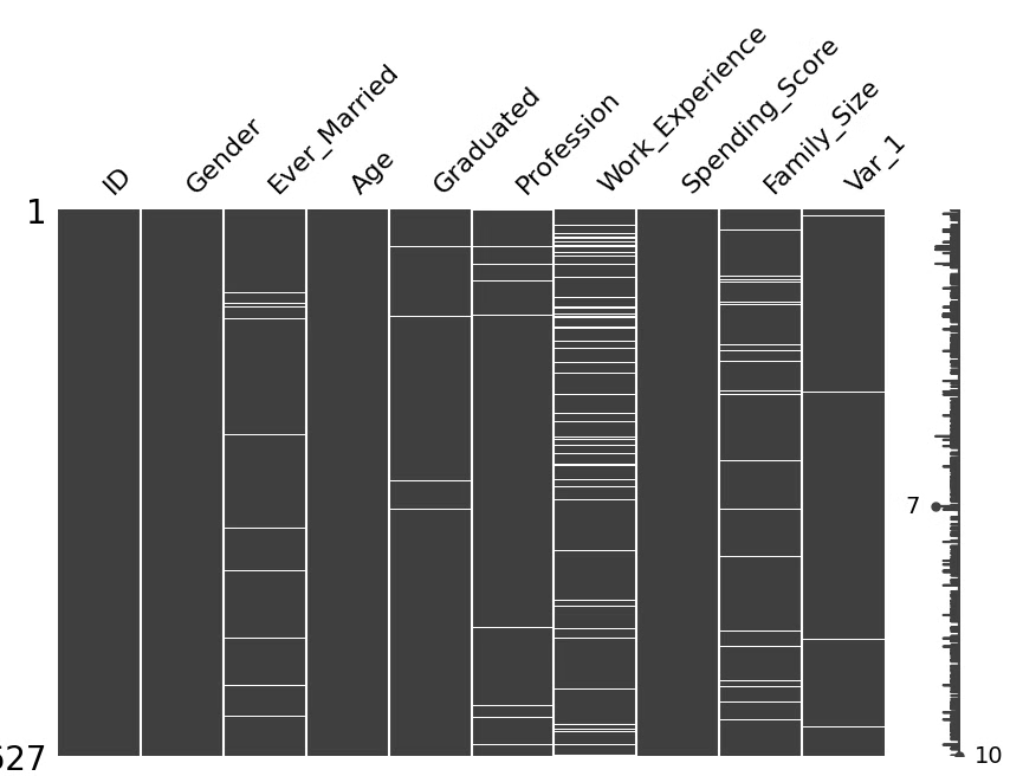 ID
Gender
Ever_Married
Age
Graduated
Profession
Work_Experience
Spending_Score
Family_Size
Var_1
1
7
10